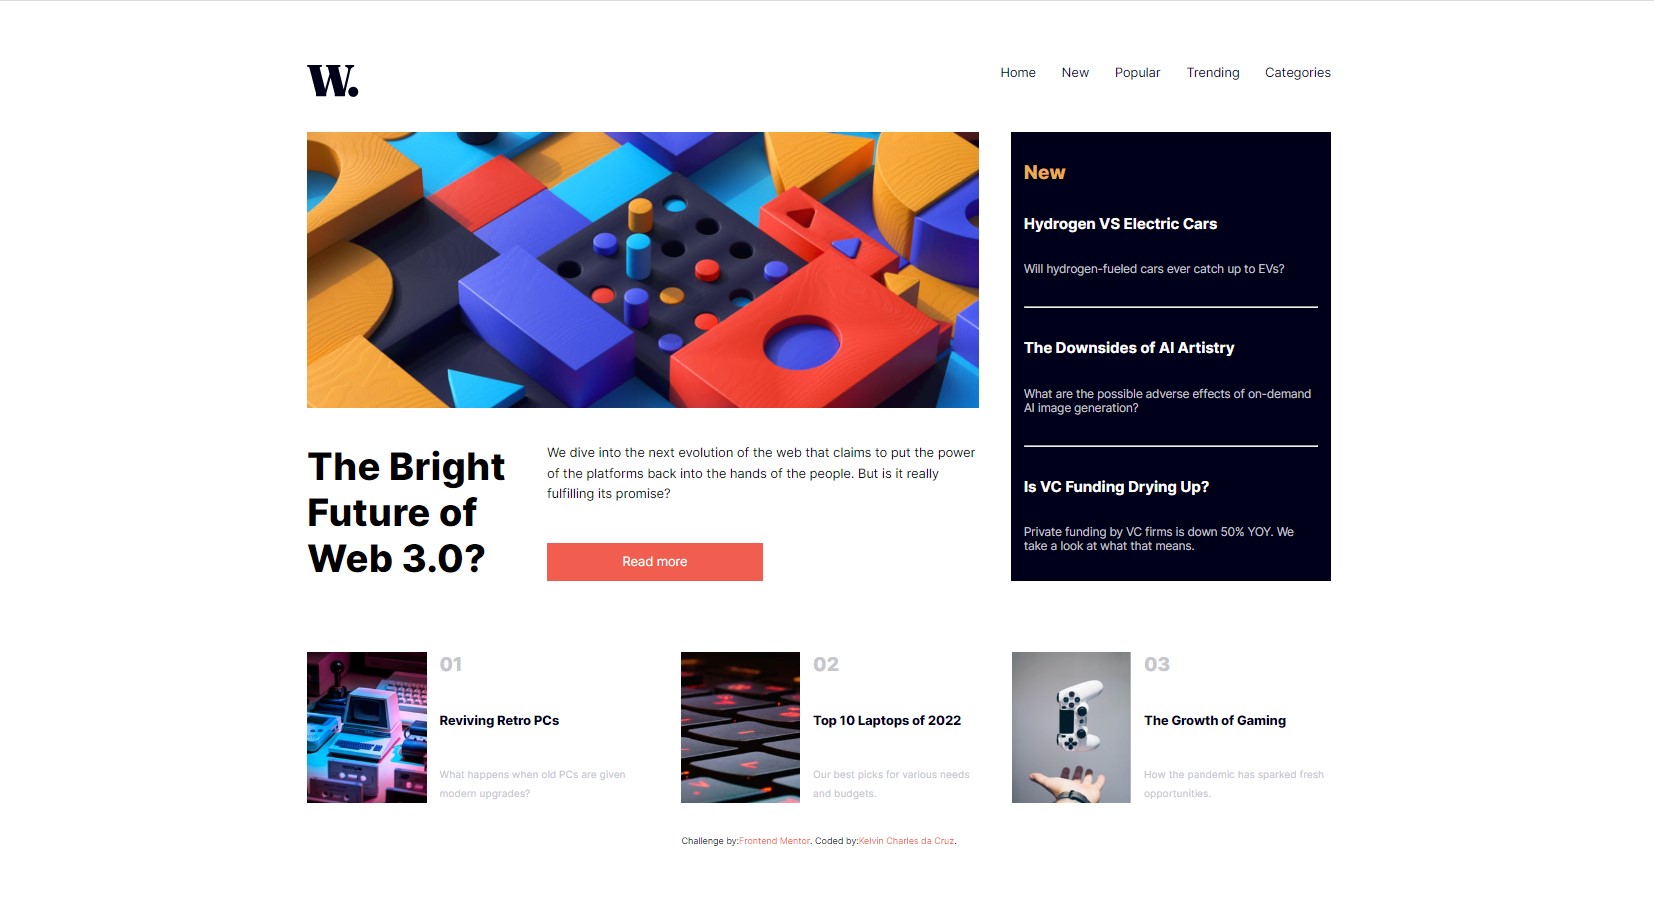 W.
Home New Popular Trending Categories
New
Hydrogen VS Electric Cars
Will hydrogen-fueled cars ever catch up to EVs?
The Downsides of AI Artistry
What are the possible adverse effects of on-demand
AI image generation?
Is VC Funding Drying Up?
Private funding by VC firms is down 50% YOY. We
take a look at what that means.
The Bright
Future of
Web 3.0?
We dive into the next evolution of the web that claims to put the power
of the platforms back into the hands of the people. But is it really
fulfilling its promise?
Read more
01
Reviving Retro PCs
What happens when old PCs are given
modern upgrades?
02
Top 10 Laptops of 2022
Our best picks for various needs
and budgets.
03
The Growth of Gaming
How the pandemic has sparked fresh
opportunities.
Challenge by:Frontend Mentor. Coded by:Kelvin Charles da Cruz.